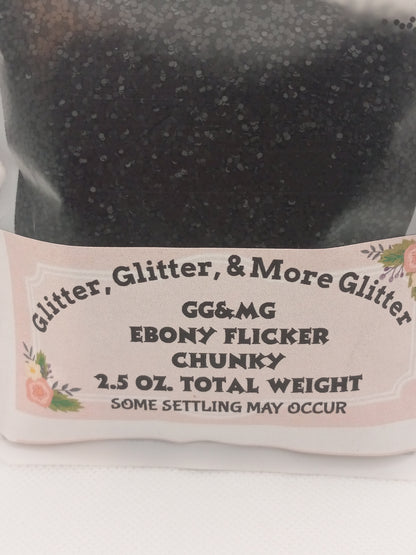 Glitter, Glitter, & More Glitter
GG&MG
EBONY FLICKER
CHUNKY
2.5 OZ. TOTAL WEIGHT
SOME SETTLING MAY OCCUR